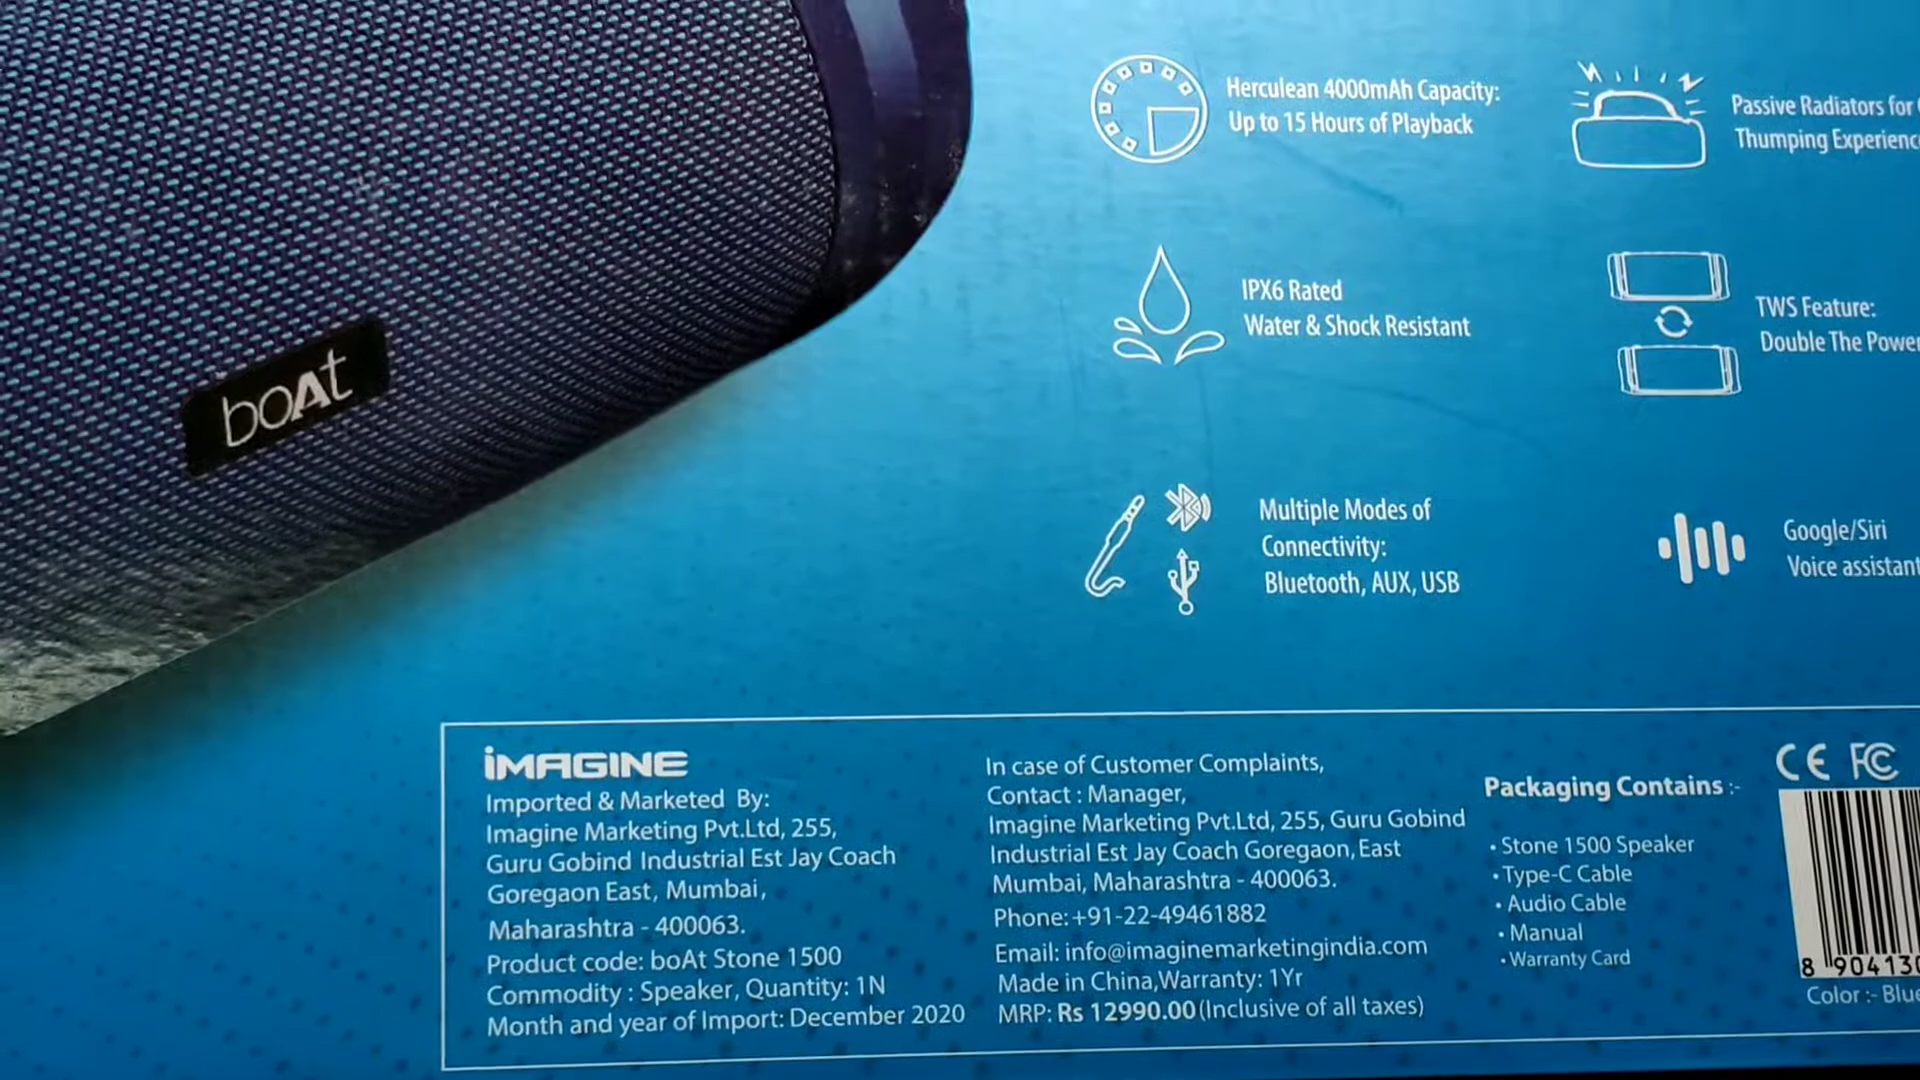 boAt
Herculean 4000mAh Capacity:
Up to 15 Hours of Playback
Passive Radiators for
Thumping
IPX6 Rated
Water & Shock Resistant
TWS Feature:
Double The
Multiple Modes of
Connectivity:
Bluetooth, AUX, USB
Google/Siri
Voice assistant
iMAGINE
Imported & Marketed By:
Imagine Marketing Pvt.Ltd, 255,
Guru Gobind Industrial Est Jay Coach
Goregaon East, Mumbai,
Maharashtra - 400063.
Product code: boAt Stone 1500
Commodity : Speaker, Quantity: 1N
Month and year of Import: December 2020
In case of Customer Complaints,
Contact : Manager,
Imagine Marketing Pvt.Ltd, 255, Guru Gobind
Industrial Est Jay Coach Goregaon, East
Mumbai, Maharashtra - 400063.
Phone: +91-22-49461882
Email: info@imaginemarketingindia.com
Made in China,Warranty: 1Yr
MRP: Rs 12990.00 (Inclusive of all taxes)
Packaging Contains :-
• Stone 1500 Speaker
• Type-C Cable
• Audio Cable
• Manual
• Warranty Card
CE FC
8 904130
Color :- Blue